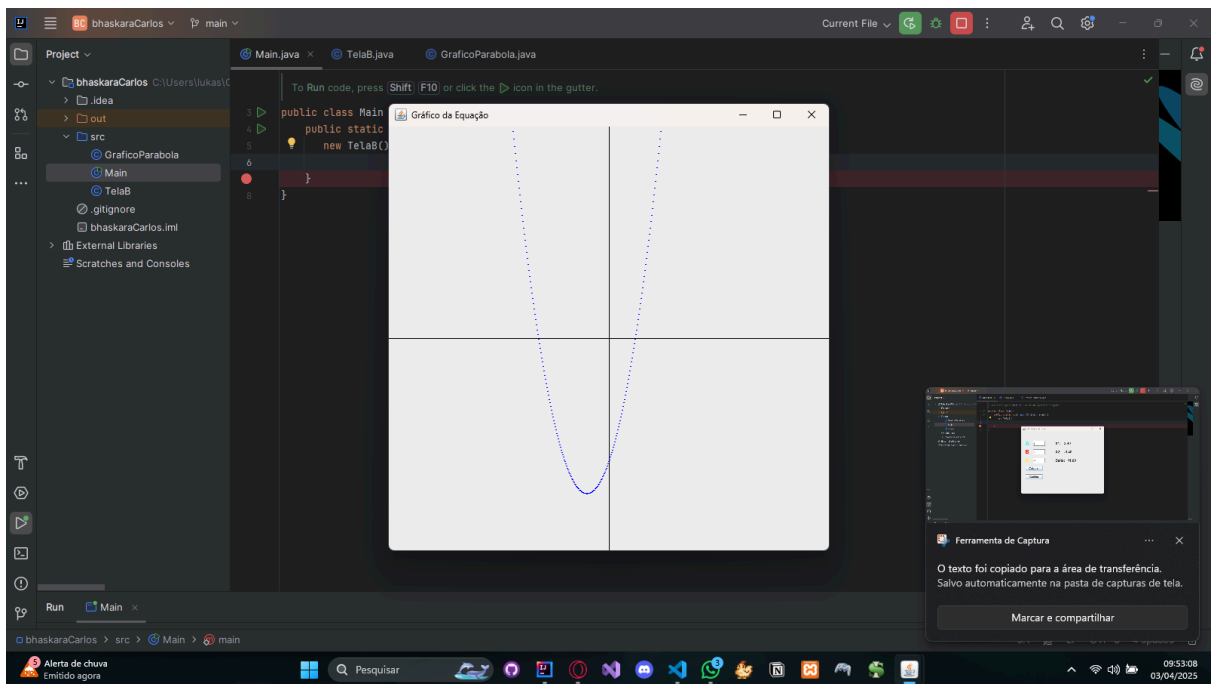 BC bhaskaraCarlos main Current File
Project
Main.java TelaB.java GraficoParabola.java
bhaskaraCarlos C:\Users\lukas\C
.idea
out
src
GraficoParabola
Main
TelaB
.gitignore
bhaskaraCarlos.iml
External Libraries
Scratches and Consoles
To Run code, press Shift F10 or click the icon in the gutter.
3 public class Main
4 public static
5 new TelaB()
6
}
8 }
Gráfico da Equação
Ferramenta de Captura
O texto foi copiado para a área de transferência.
Salvo automaticamente na pasta de capturas de tela.
Marcar e compartilhar
Run Main
bhaskaraCarlos > src > Main > main
5 Alerta de chuva
Emitido agora
Pesquisar
3
09:53:08
03/04/2025